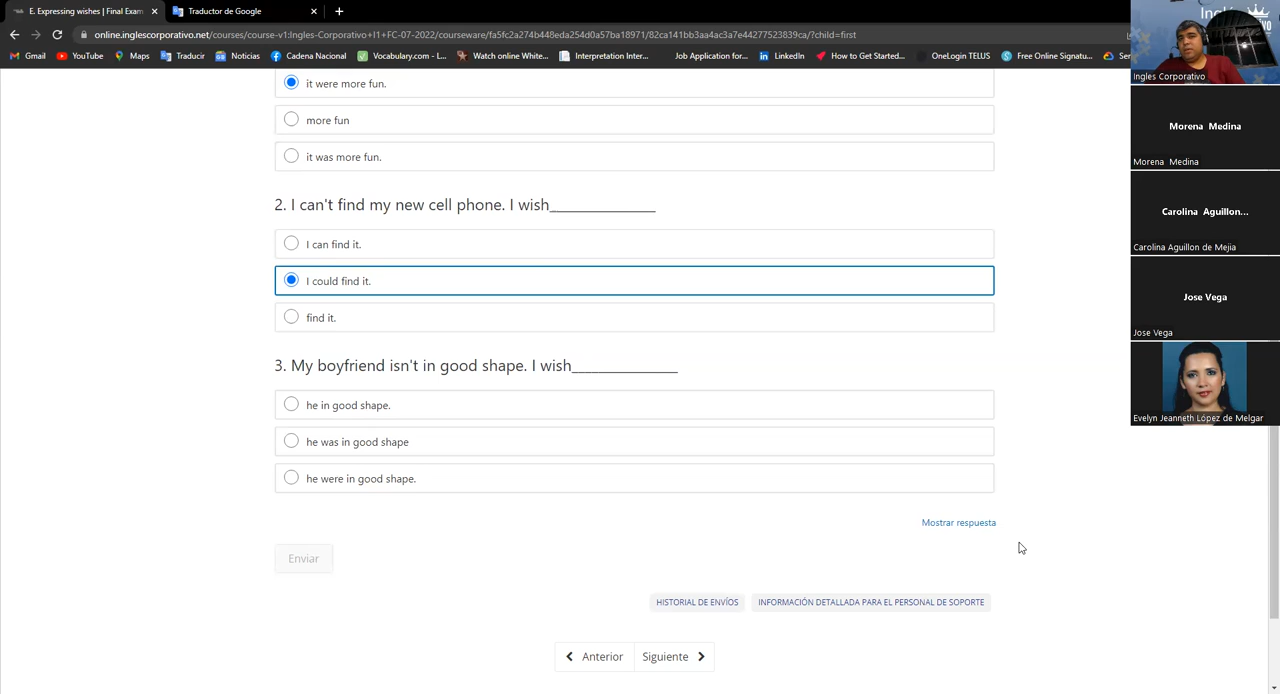 E. Expressing wishes | Final Exam
Traductor de Google
online.inglescorporativo.net/courses/course-v1:Ingles-Corporativo+I1+FC-07-2022/courseware/fa5fc2a274b448eda254d0a57ba18971/82ca141bb3aa4ac3a7e44277523839ca/?child=first
Gmail YouTube Maps Traducir Noticias Cadena Nacional Vocabulary.com - L... Watch online White... Interpretation Inter... Job Application for... LinkedIn How to Get Started... OneLogin TELUS Free Online Signatu... Ser
Ingles Corporativo
it were more fun.
more fun
it was more fun.
2. I can't find my new cell phone. I wish_______________
I can find it.
I could find it.
find it.
3. My boyfriend isn't in good shape. I wish_______________
he in good shape.
he was in good shape
he were in good shape.
Mostrar respuesta
Enviar
HISTORIAL DE ENVÍOS INFORMACIÓN DETALLADA PARA EL PERSONAL DE SOPORTE
Anterior Siguiente
Morena Medina
Morena Medina
Carolina Aguillon...
Carolina Aguillon de Mejia
Jose Vega
Jose Vega
Evelyn Jeanneth López de Melgar